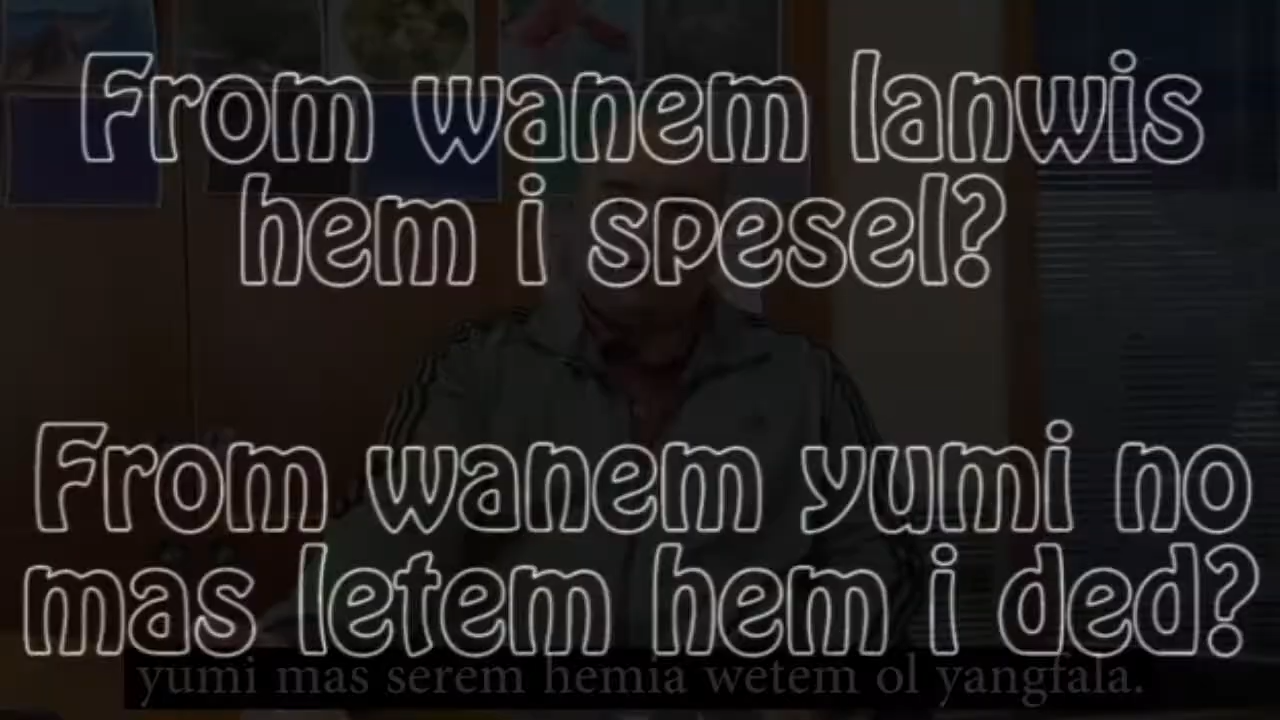 From wanem lanwis
hem i spesel?
From wanem yumi no
mas letem hem i ded?
yumi mas serem hemia wetem ol yangfala.